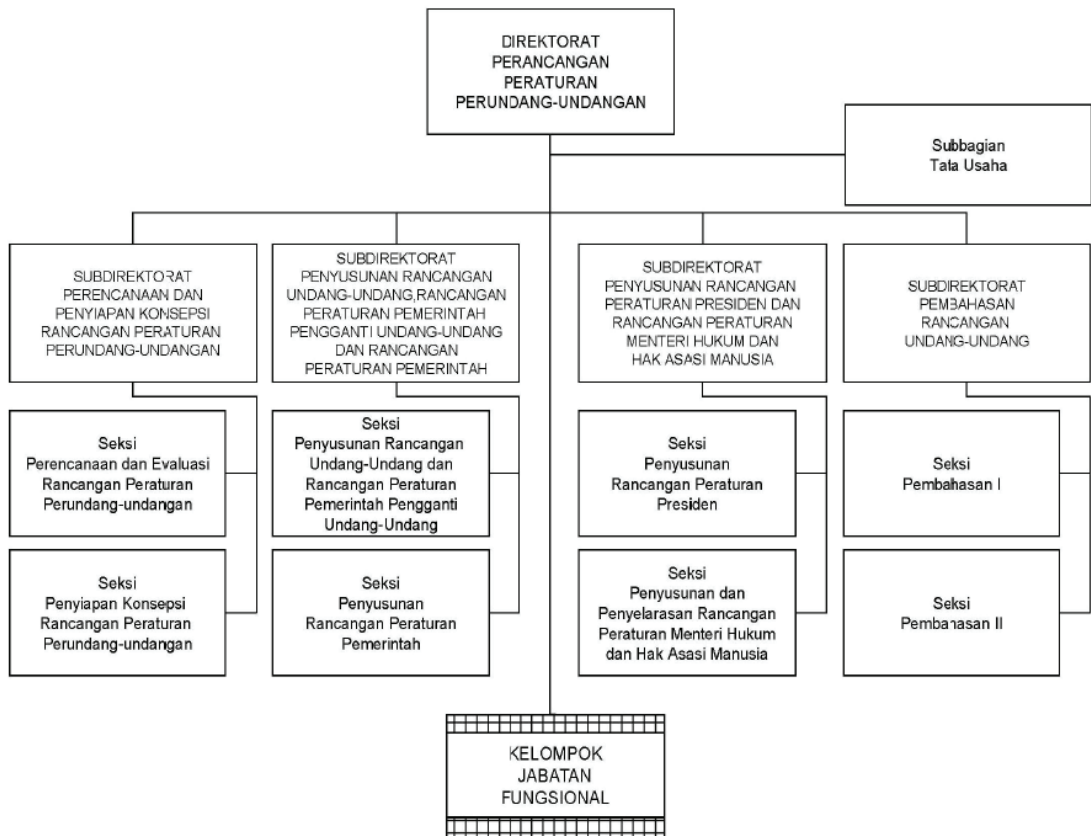 DIREKTORAT
PERANCANGAN
PERATURAN
PERUNDANG-UNDANGAN
Subbagian
Tata Usaha
SUBDIREKTORAT
PERENCANAAN DAN
PENYIAPAN KONSEPSI
RANCANGAN PERATURAN
PERUNDANG-UNDANGAN
SUBDIREKTORAT
PENYUSUNAN RANCANGAN
UNDANG-UNDANG,RANCANGAN
PERATURAN PEMERINTAH
PENGGANTI UNDANG-UNDANG
DAN RANCANGAN
PERATURAN PEMERINTAH
SUBDIREKTORAT
PENYUSUNAN RANCANGAN
PERATURAN PRESIDEN DAN
RANCANGAN PERATURAN
MENTERI HUKUM DAN
HAK ASASI MANUSIA
SUBDIREKTORAT
PEMBAHASAN
RANCANGAN
UNDANG-UNDANG
Seksi
Perencanaan dan Evaluasi
Rancangan Peraturan
Perundang-undangan
Seksi
Penyusunan Rancangan
Undang-Undang dan
Rancangan Peraturan
Pemerintah Pengganti
Undang-Undang
Seksi
Penyusunan
Rancangan Peraturan
Presiden
Seksi
Pembahasan I
Seksi
Penyiapan Konsepsi
Rancangan Peraturan
Perundang-undangan
Seksi
Penyusunan
Rancangan Peraturan
Pemerintah
Seksi
Penyusunan dan
Penyelarasan Rancangan
Peraturan Menteri Hukum
dan Hak Asasi Manusia
Seksi
Pembahasan II
KELOMPOK
JABATAN
FUNGSIONAL